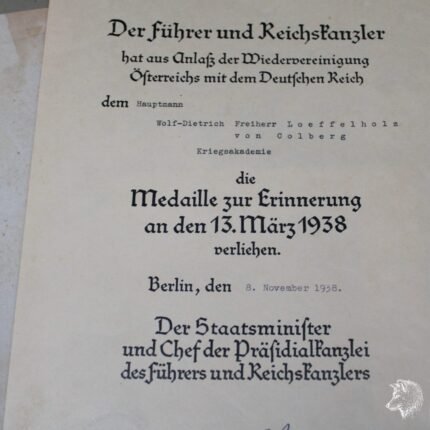 Der Führer und Reichskanzler
hat aus Anlaß der Wiedervereinigung
Österreichs mit dem Deutschen Reich
dem Hauptmann
Wolf-Dietrich Freiherr Loeffelholz
von Colberg
Kriegsakademie
die
Medaille zur Erinnerung
an den 13. März 1938
verliehen.
Berlin, den 8. November 1938.
Der Staatsminister
und Chef der Präsidialkanzlei
des Führers und Reichskanzlers